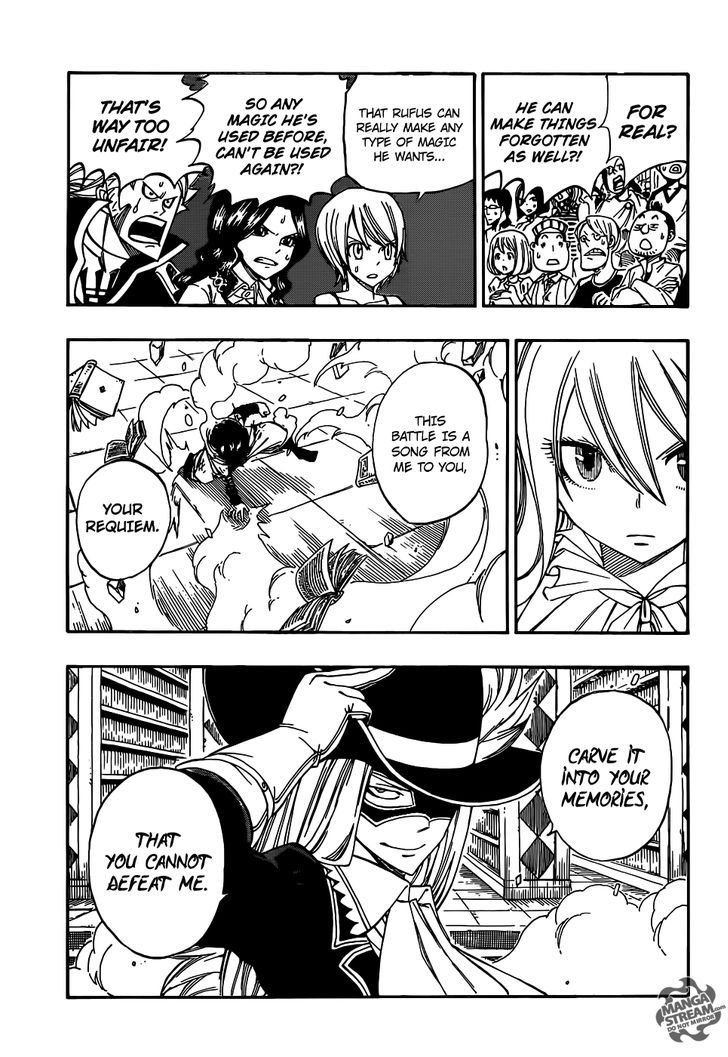 FOR
REAL?
HE CAN
MAKE THINGS
FORGOTTEN
AS WELL?!
THAT RUFUS CAN
REALLY MAKE ANY
TYPE OF MAGIC
HE WANTS...
SO ANY
MAGIC HE'S
USED BEFORE,
CAN'T BE USED
AGAIN?!
THAT'S
WAY TOO
UNFAIR!
THIS
BATTLE IS A
SONG FROM
ME TO YOU,
YOUR
REQUIEM.
CARVE IT
INTO YOUR
MEMORIES,
THAT
YOU CANNOT
DEFEAT ME.
MANGA
STREAM.COM
DO NOT MIRROR